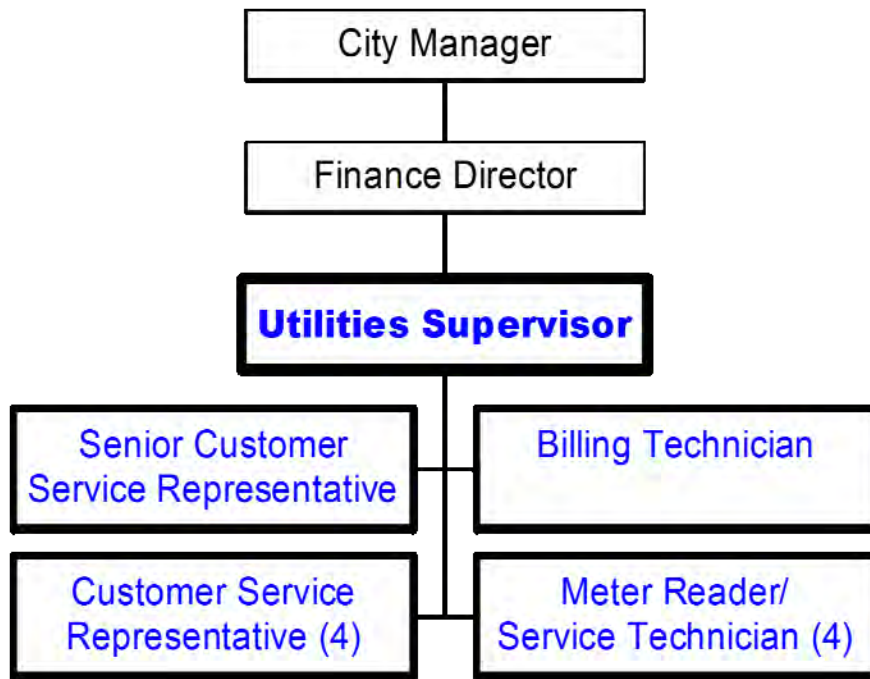 City Manager
Finance Director
Utilities Supervisor
Senior Customer
Service Representative
Billing Technician
Customer Service
Representative (4)
Meter Reader/
Service Technician (4)